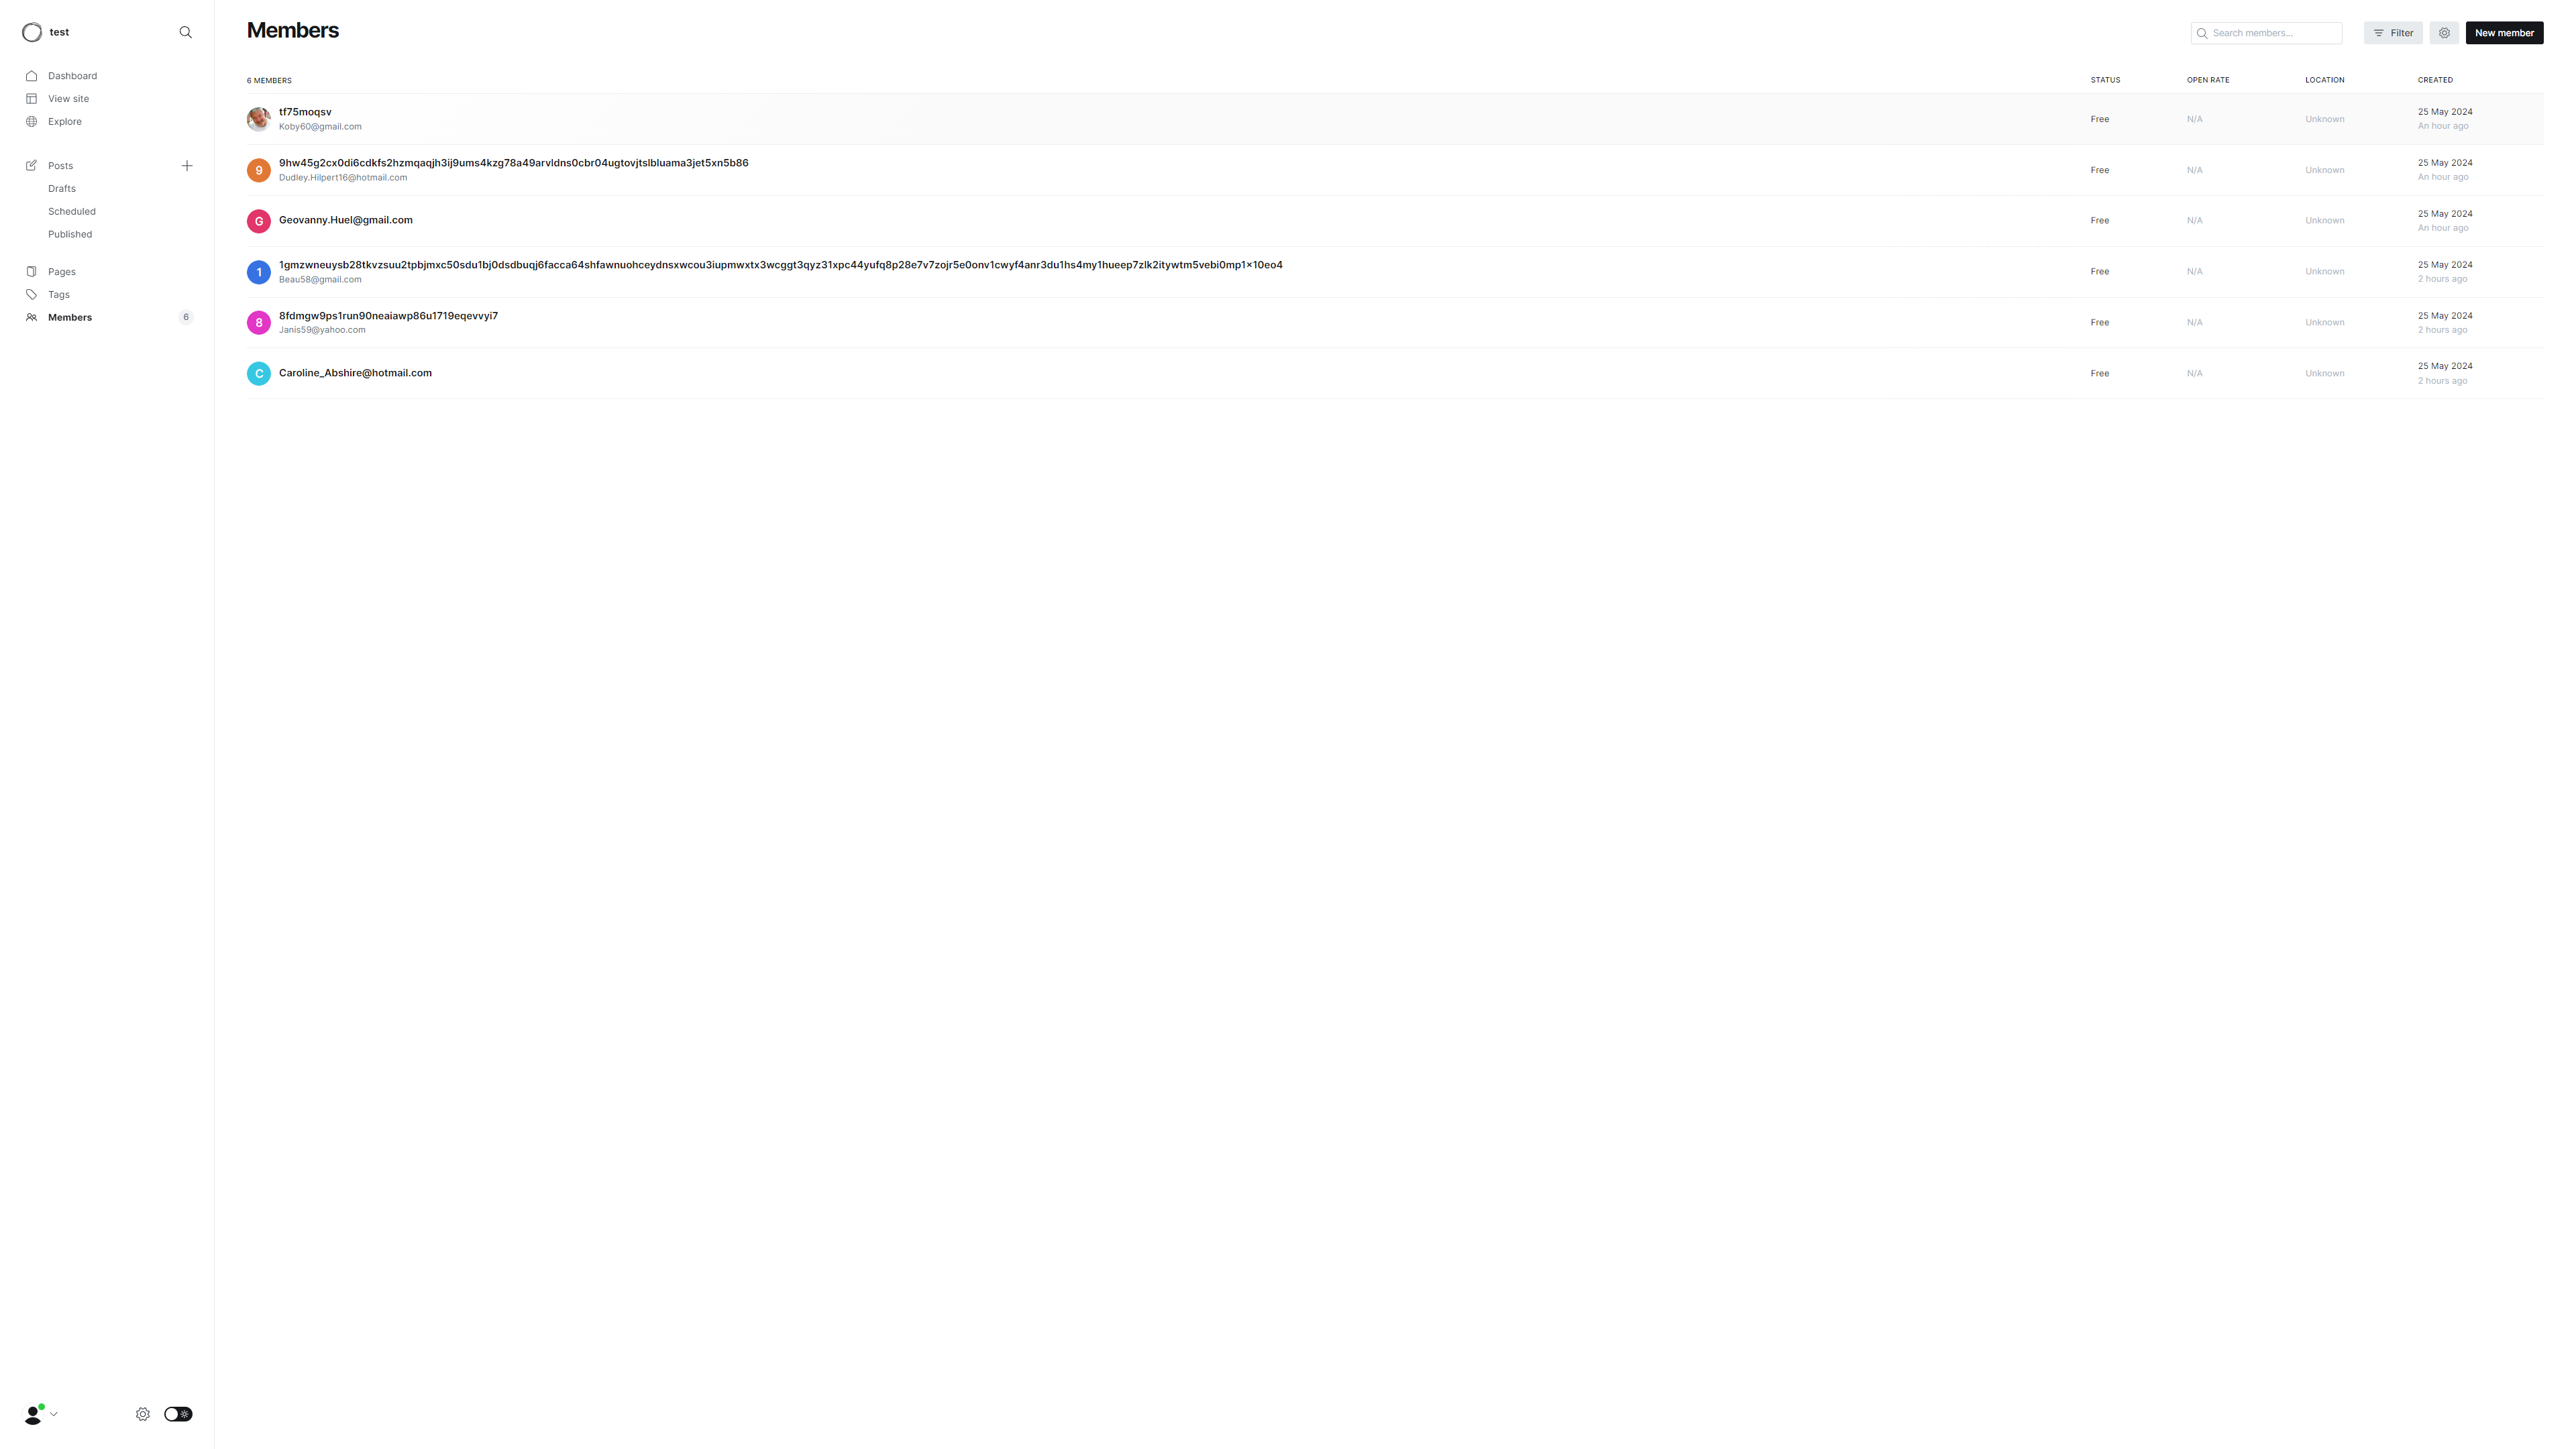 test
Dashboard
View site
Explore
Posts
Drafts
Scheduled
Published
Pages
Tags
Members 6
Members
Search members...
Filter
New member
6 MEMBERS STATUS OPEN RATE LOCATION CREATED
tf75moqsv
Koby60@gmail.com
Free N/A Unknown
25 May 2024
An hour ago
9
9hw45g2cx0di6cdkfs2hzmqaqjh3ij9ums4kzg78a49arvldns0cbr04ugtovjtslbluama3jet5xn5b86
Dudley.Hilpert16@hotmail.com
Free N/A Unknown
25 May 2024
An hour ago
G
Geovanny.Huel@gmail.com
Free N/A Unknown
25 May 2024
An hour ago
1
1gmzwneuysb28tkvzsuu2tpbjmxc50sdu1bj0dsdbuqj6facca64shfawnuohceydnsxwcou3iupmwxtx3wcggt3qyz31xpc44yufq8p28e7v7zojr5e0onv1cwyf4anr3du1hs4my1hueep7zlk2itywtm5vebi0mp1x10eo4
Beau58@gmail.com
Free N/A Unknown
25 May 2024
2 hours ago
8
8fdmgw9ps1run90neaiawp86u1719eqevvyi7
Janis59@yahoo.com
Free N/A Unknown
25 May 2024
2 hours ago
C
Caroline_Abshire@hotmail.com
Free N/A Unknown
25 May 2024
2 hours ago